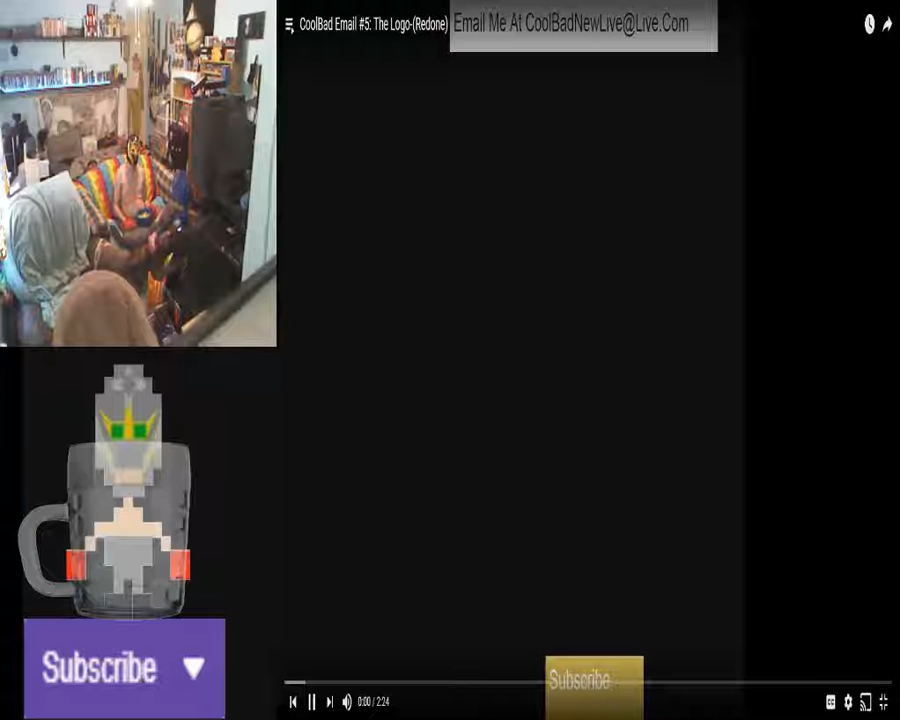 CoolBad Email #5: The Logo-(Redone)
Email Me At CoolBadNewLive@Live.Com
Subscribe
Subscribe
0:00 / 2:24